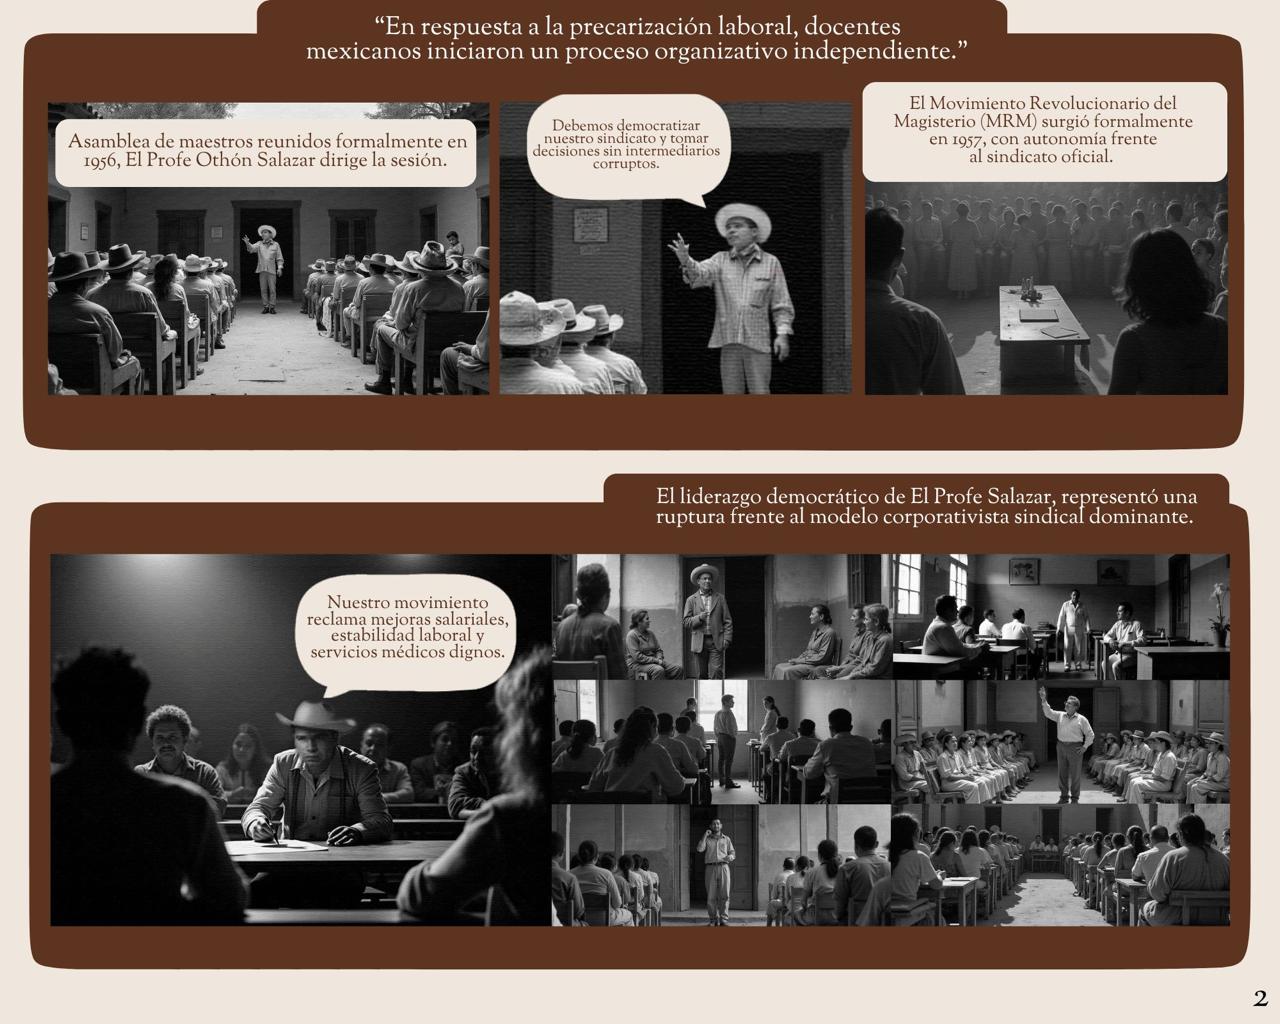 “En respuesta a la precarización laboral, docentes
mexicanos iniciaron un proceso organizativo independiente.”
Asamblea de maestros reunidos formalmente en
1956, El Profe Othón Salazar dirige la sesión.
Debemos democratizar
nuestro sindicato y tomar
decisiones sin intermediarios
corruptos.
El Movimiento Revolucionario del
Magisterio (MRM) surgió formalmente
en 1957, con autonomía frente
al sindicato oficial.
El liderazgo democrático de El Profe Salazar, representó una
ruptura frente al modelo corporativista sindical dominante.
Nuestro movimiento
reclama mejoras salariales,
estabilidad laboral y
servicios médicos dignos.
2